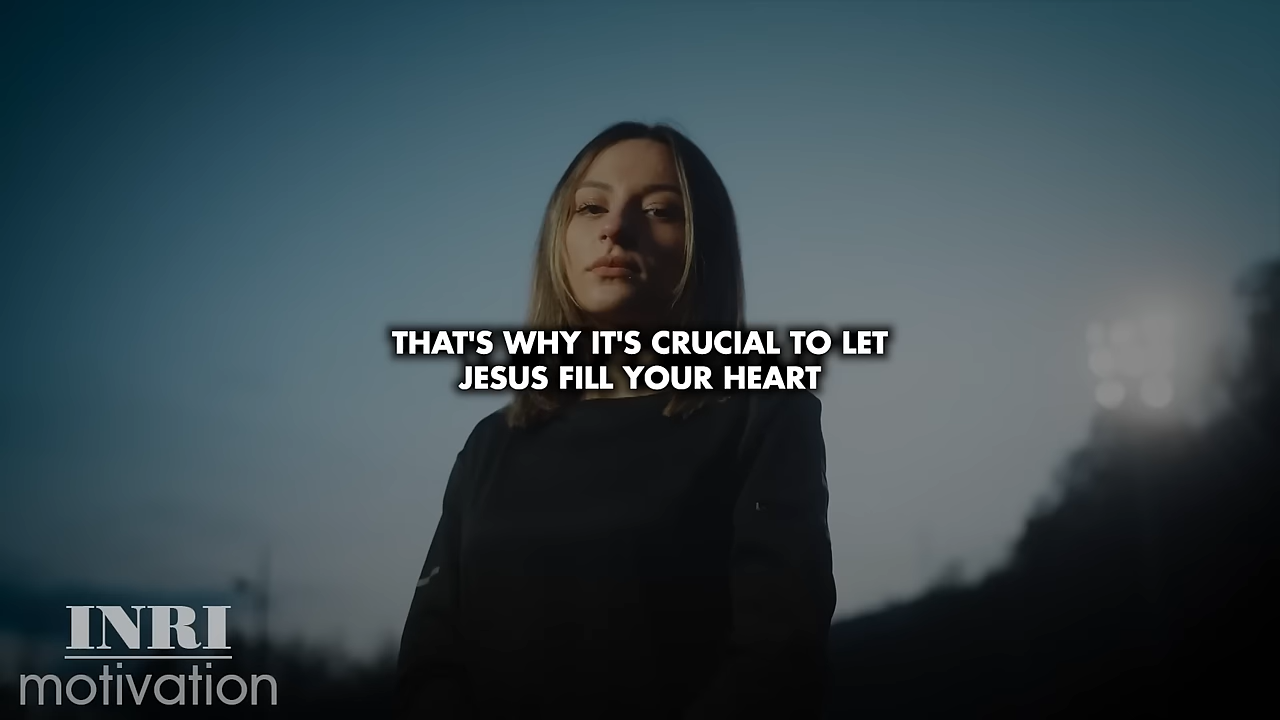 THAT'S WHY IT'S CRUCIAL TO LET
JESUS FILL YOUR HEART
INRI
motivation